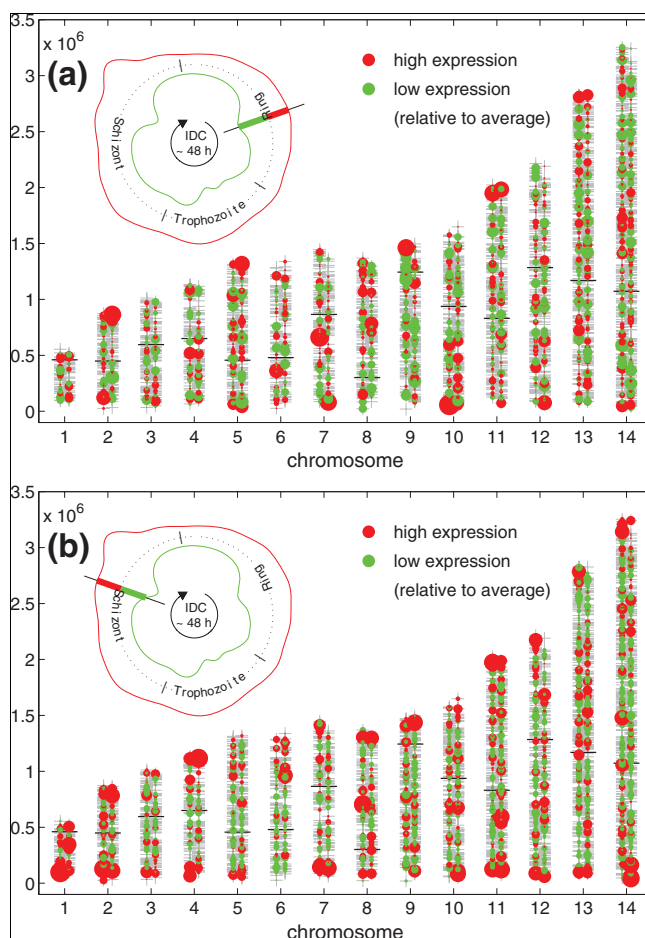 3.5
x 10⁶
(a)
high expression
low expression
(relative to average)
Ring
Schizont
IDC
~ 48 h
Trophozoite
3
2.5
2
1.5
1
0.5
0
1 2 3 4 5 6 7 8 9 10 11 12 13 14
chromosome
3.5
x 10⁶
(b)
high expression
low expression
(relative to average)
Ring
Schizont
IDC
~ 48 h
Trophozoite
3
2.5
2
1.5
1
0.5
0
1 2 3 4 5 6 7 8 9 10 11 12 13 14
chromosome